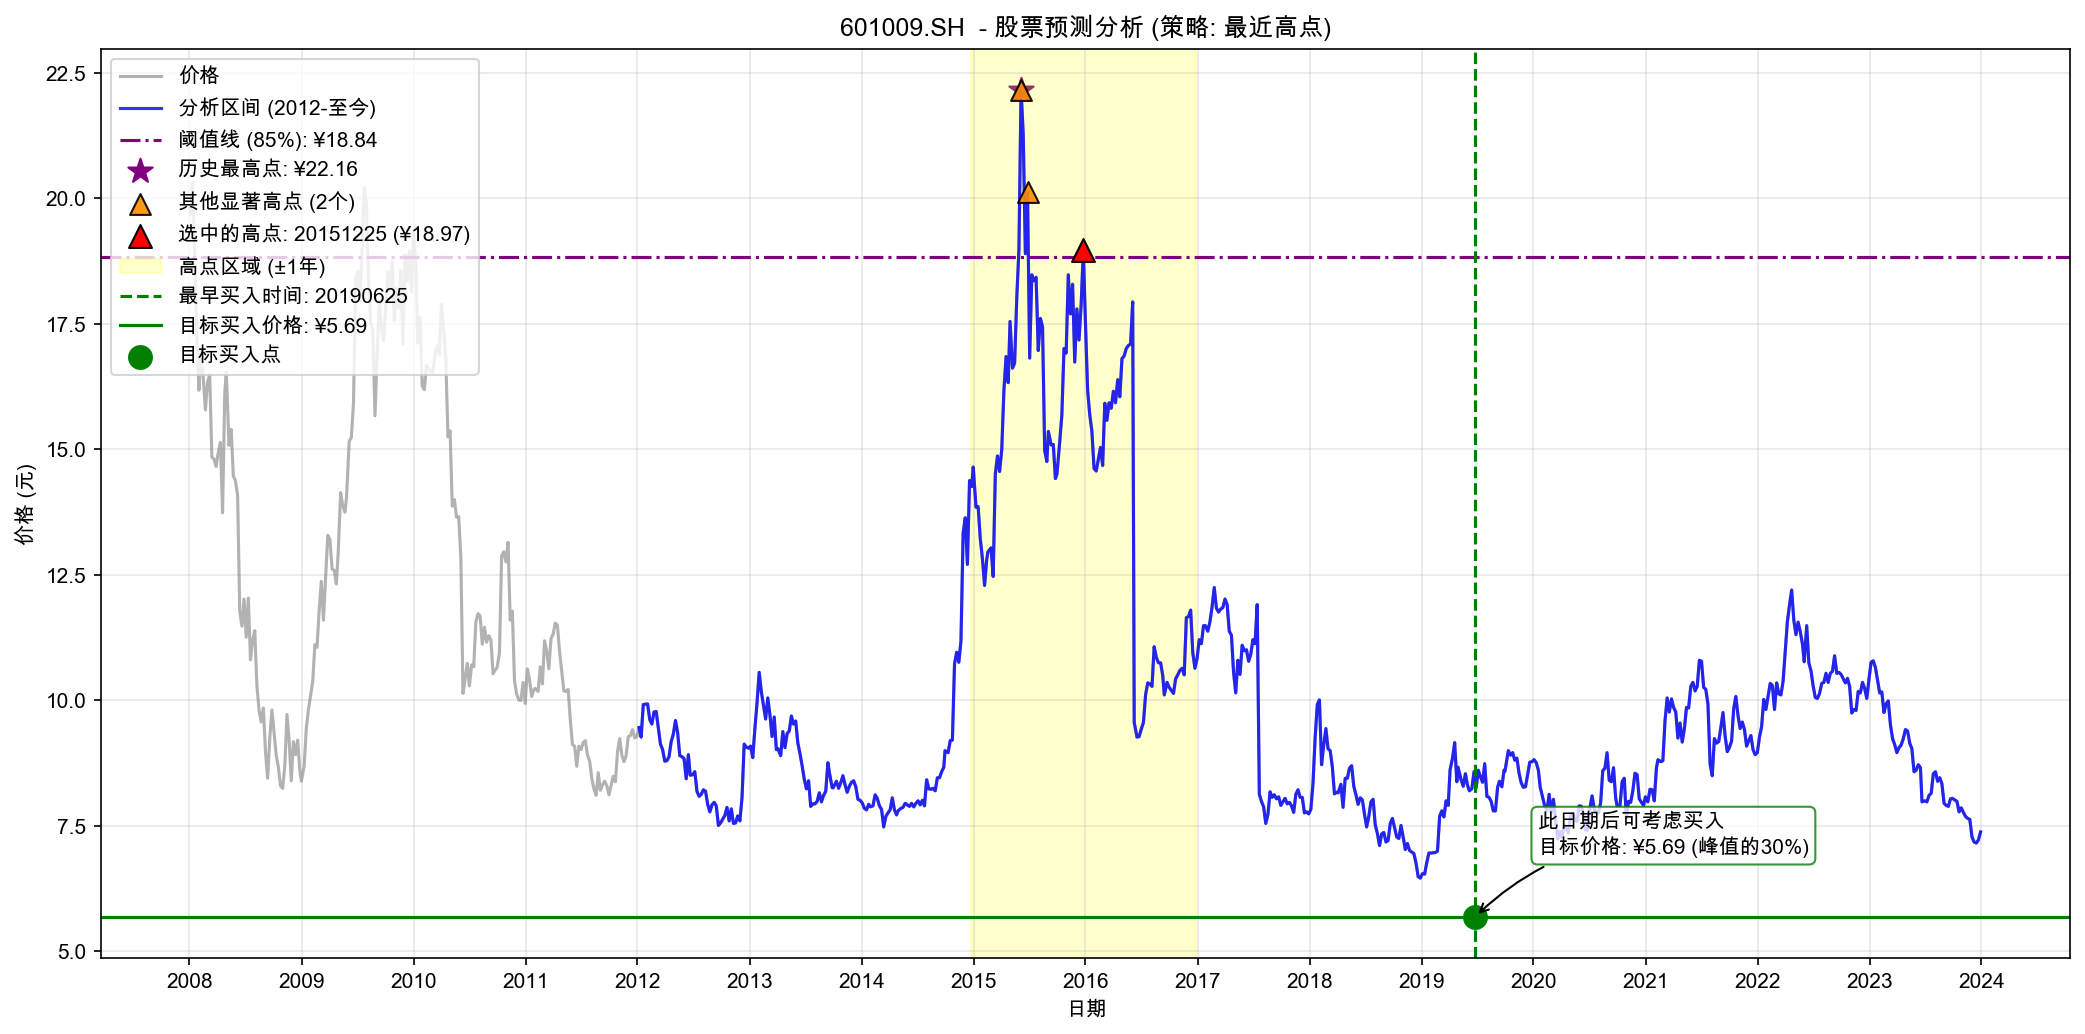 601009.SH - 股票预测分析 (策略: 最近高点)
价格
分析区间 (2012-至今)
阈值线 (85%): ¥18.84
历史最高点: ¥22.16
其他显著高点 (2个)
选中的高点: 20151225 (¥18.97)
高点区域 (±1年)
最早买入时间: 20190625
目标买入价格: ¥5.69
目标买入点
价格 (元)
22.5
20.0
17.5
15.0
12.5
10.0
7.5
5.0
此日期后可考虑买入
目标价格: ¥5.69 (峰值的30%)
2008 2009 2010 2011 2012 2013 2014 2015 2016 2017 2018 2019 2020 2021 2022 2023 2024
日期